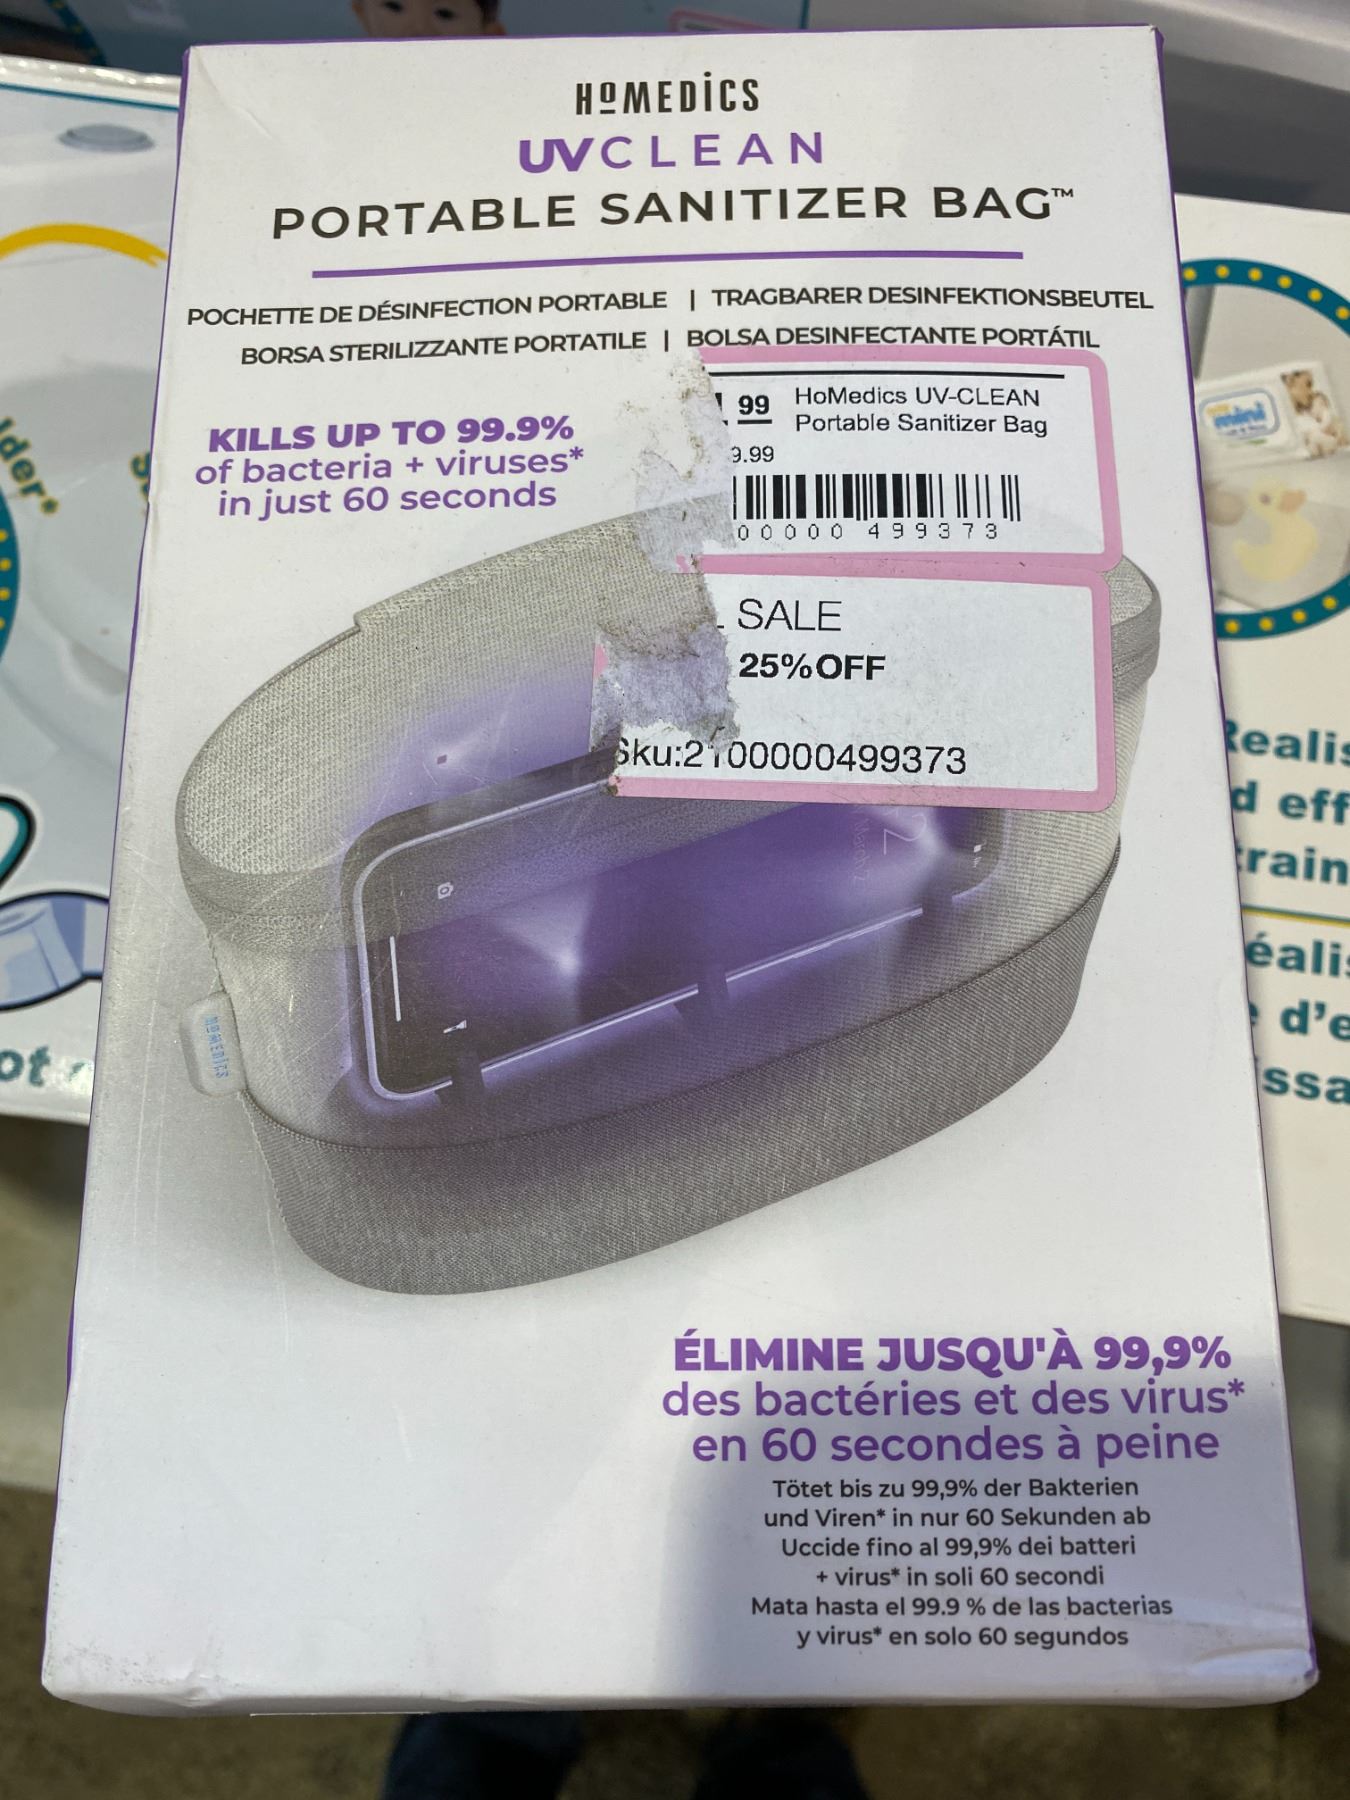 HOMEDICS
UVCLEAN
PORTABLE SANITIZER BAG™
POCHETTE DE DÉSINFECTION PORTABLE | TRAGBARER DESINFEKTIONSBEUTEL
BORSA STERILIZZANTE PORTATILE | BOLSA DESINFECTANTE PORTÁTIL
KILLS UP TO 99.9%
of bacteria + viruses*
in just 60 seconds
99
HoMedics UV-CLEAN
Portable Sanitizer Bag
9.99
00000 499373
SALE
25%OFF
Sku:2100000499373
HOMEDICS
ÉLIMINE JUSQU'À 99,9%
des bactéries et des virus*
en 60 secondes à peine
Tötet bis zu 99,9% der Bakterien
und Viren* in nur 60 Sekunden ab
Uccide fino al 99,9% dei batteri
+ virus* in soli 60 secondi
Mata hasta el 99.9 % de las bacterias
y virus* en solo 60 segundos
mini
d eff
d'e